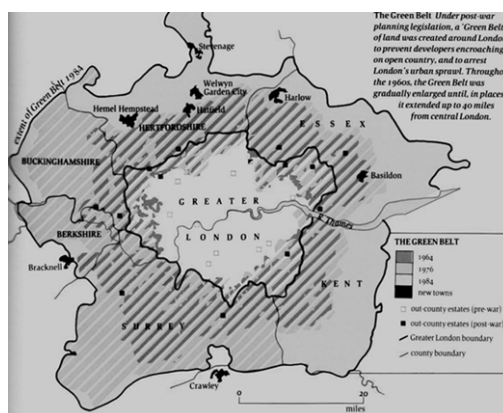 The Green Belt Under post-war
planning legislation, a 'Green Belt'
of land was created around London
to prevent developers encroaching
on open country, and to arrest
London's urban sprawl. Throughout
the 1960s, the Green Belt was
gradually enlarged until, in places,
it extended up to 40 miles
from central London.
extent of Green Belt 1984
Stevenage
Welwyn
Garden City
Hemel Hempstead
Hatfield
Harlow
HERTFORDSHIRE
ESSEX
BUCKINGHAMSHIRE
Basildon
GREATER
LONDON
R Thames
BERKSHIRE
Bracknell
KENT
SURREY
Crawley
0 20
miles
THE GREEN BELT
1964
1976
1984
new towns
out-county estates (pre-war)
out-county estates (post-war)
Greater London boundary
county boundary